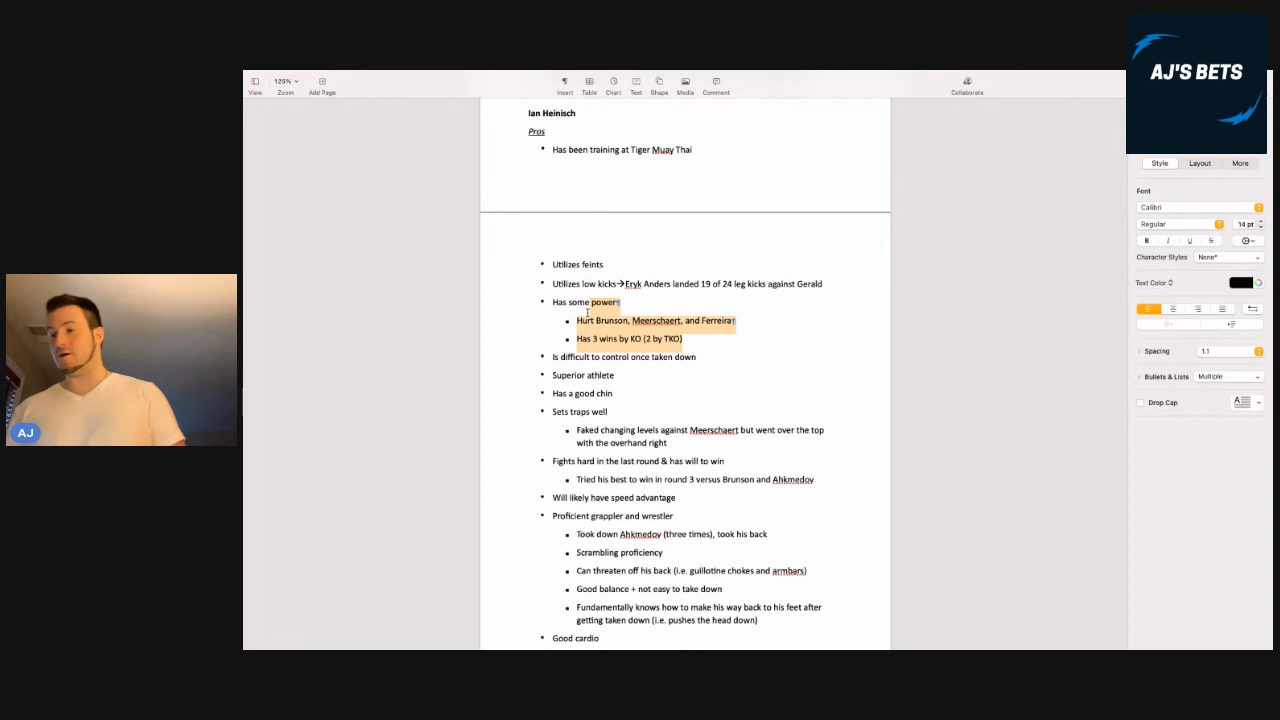 AJ'S BETS
125%
View
Zoom
Add Page
Insert
Table
Chart
Text
Shape
Media
Comment
Collaborate
Ian Heinisch
Pros
• Has been training at Tiger Muay Thai
• Utilizes feints
• Utilizes low kicks→Eryk Anders landed 19 of 24 leg kicks against Gerald
• Has some power¶
▪ Hurt Brunson, Meerschaert, and Ferreira¶
▪ Has 3 wins by KO (2 by TKO)
• Is difficult to control once taken down
• Superior athlete
• Has a good chin
• Sets traps well
▪ Faked changing levels against Meerschaert but went over the top
with the overhand right
• Fights hard in the last round & has will to win
▪ Tried his best to win in round 3 versus Brunson and Ahkmedov
• Will likely have speed advantage
• Proficient grappler and wrestler
▪ Took down Ahkmedov (three times), took his back
▪ Scrambling proficiency
▪ Can threaten off his back (i.e. guillotine chokes and armbars)
▪ Good balance + not easy to take down
▪ Fundamentally knows how to make his way back to his feet after
getting taken down (i.e. pushes the head down)
• Good cardio
Style
Layout
More
Font
Calibri
Regular
14 pt
B I U S
Character Styles
None*
Text Color
Spacing
1.1
Bullets & Lists
Multiple
Drop Cap
A
AJ